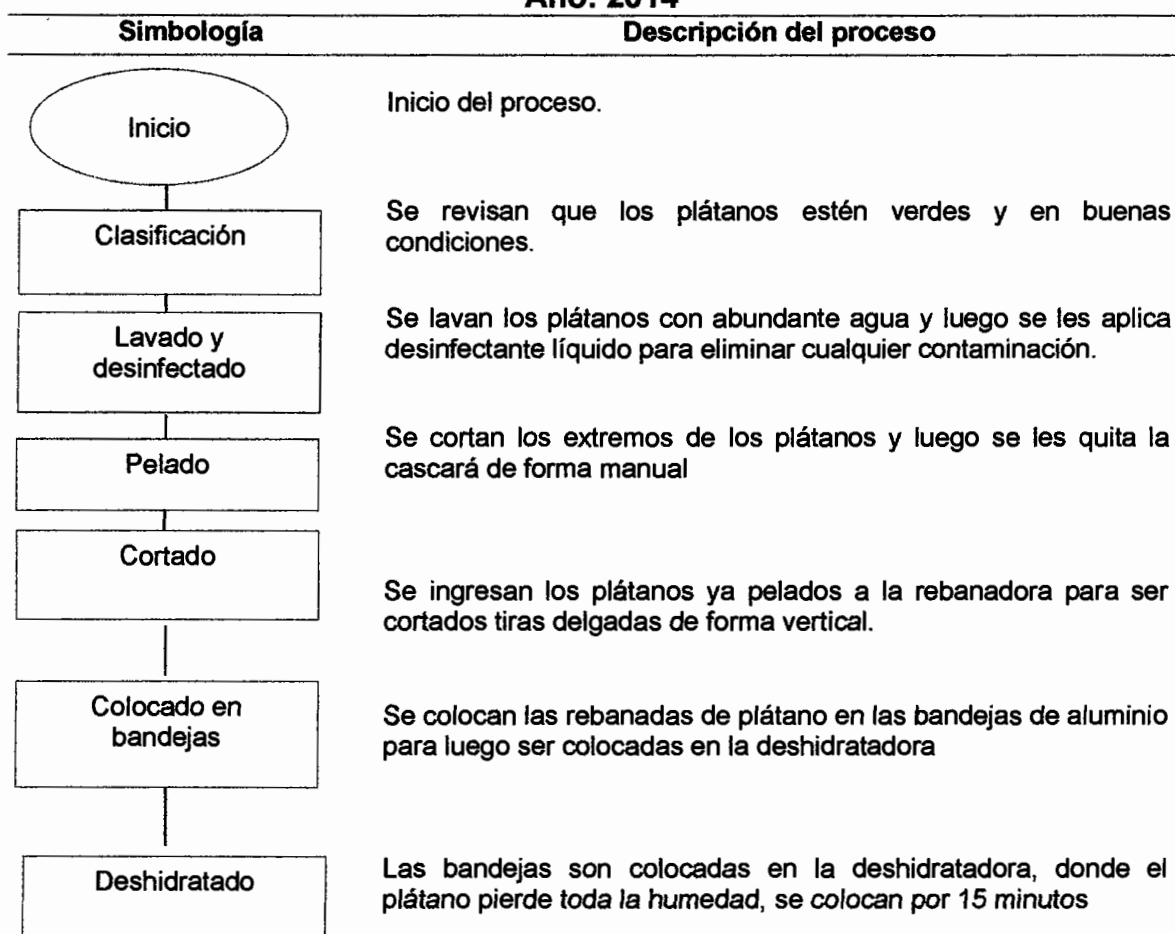 Año: 2014
Simbología Descripción del proceso
Inicio
Inicio del proceso.
Clasificación
Se revisan que los plátanos estén verdes y en buenas
condiciones.
Lavado y
desinfectado
Se lavan los plátanos con abundante agua y luego se les aplica
desinfectante líquido para eliminar cualquier contaminación.
Pelado
Se cortan los extremos de los plátanos y luego se les quita la
cascará de forma manual
Cortado
Se ingresan los plátanos ya pelados a la rebanadora para ser
cortados tiras delgadas de forma vertical.
Colocado en
bandejas
Se colocan las rebanadas de plátano en las bandejas de aluminio
para luego ser colocadas en la deshidratadora
Deshidratado
Las bandejas son colocadas en la deshidratadora, donde el
plátano pierde toda la humedad, se colocan por 15 minutos